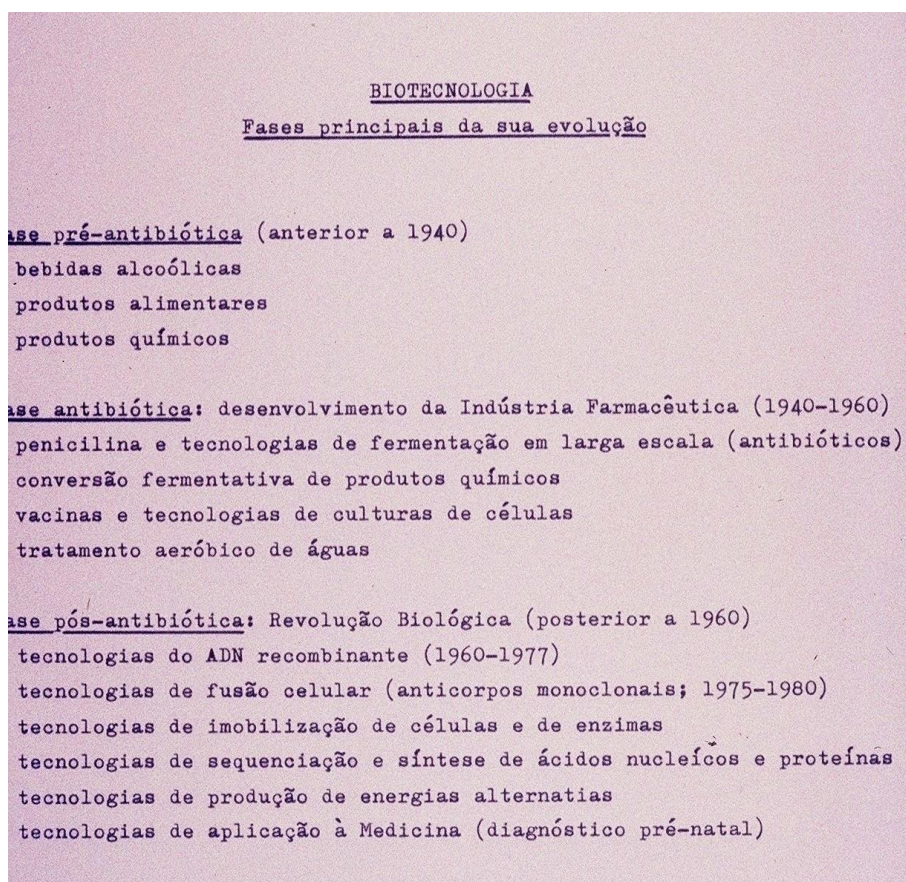 BIOTECNOLOGIA
Fases principais da sua evolução
ase pré-antibiótica (anterior a 1940)
bebidas alcoólicas
produtos alimentares
produtos químicos
ase antibiótica: desenvolvimento da Indústria Farmacêutica (1940-1960)
penicilina e tecnologias de fermentação em larga escala (antibióticos)
conversão fermentativa de produtos químicos
vacinas e tecnologias de culturas de células
tratamento aeróbico de águas
ase pós-antibiótica: Revolução Biológica (posterior a 1960)
tecnologias do ADN recombinante (1960-1977)
tecnologias de fusão celular (anticorpos monoclonais; 1975-1980)
tecnologias de imobilização de células e de enzimas
tecnologias de sequenciação e síntese de ácidos nucleícos e proteínas
tecnologias de produção de energias alternatias
tecnologias de aplicação à Medicina (diagnóstico pré-natal)